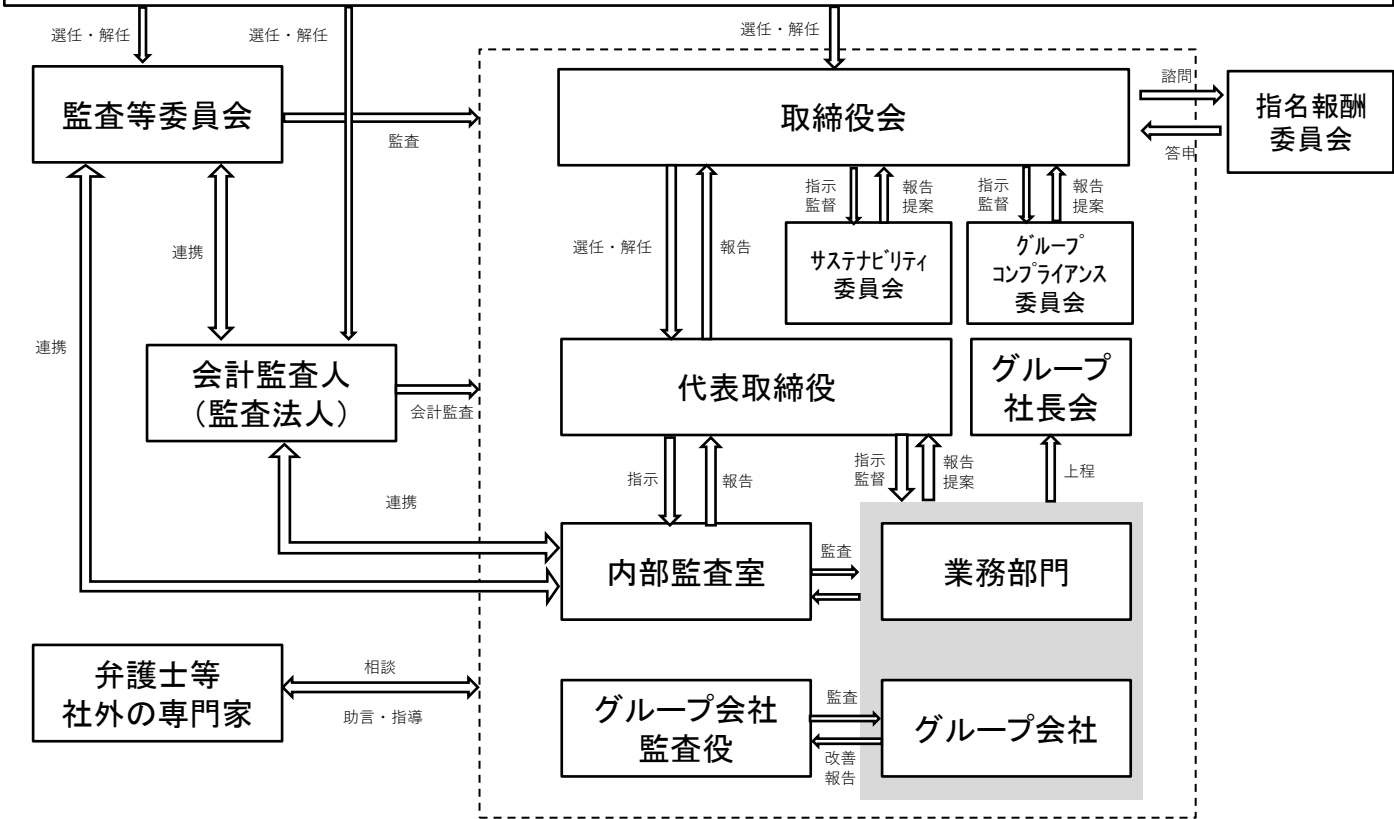 選任・解任
選任・解任
選任・解任
監査等委員会
監査
取締役会
諮問
答申
指名報酬
委員会
指示
監督
報告
提案
指示
監督
報告
提案
連携
選任・解任
報告
サステナビリティ
委員会
グループ
コンプライアンス
委員会
連携
会計監査人
（監査法人）
会計監査
代表取締役
グループ
社長会
連携
指示
報告
指示
監督
報告
提案
上程
内部監査室
監査
業務部門
弁護士等
社外の専門家
相談
助言・指導
グループ会社
監査役
監査
改善
報告
グループ会社